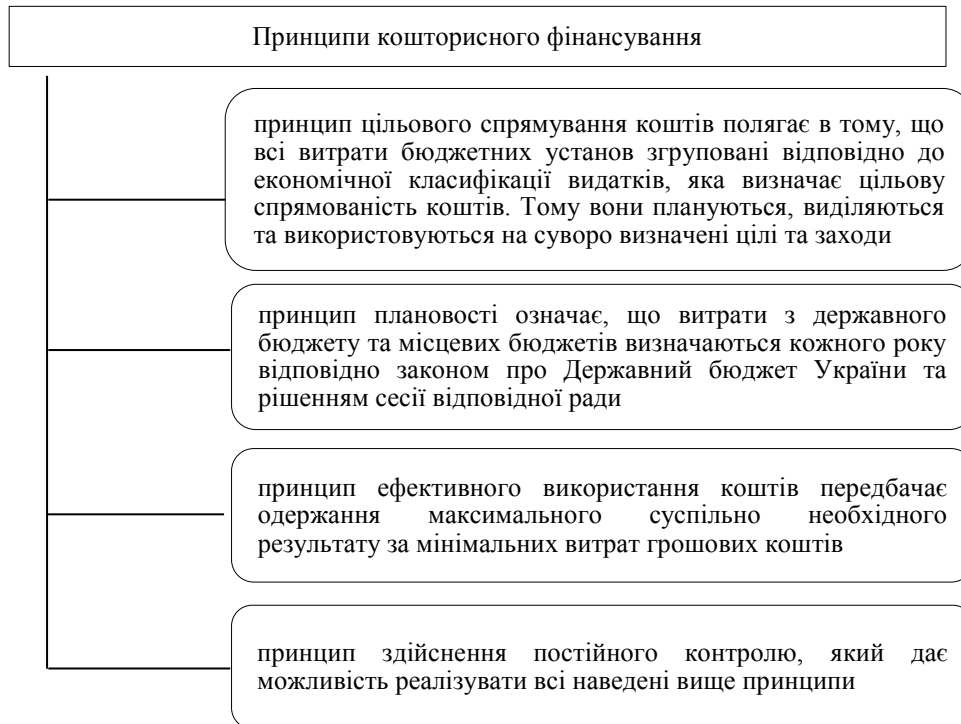 Принципи кошторисного фінансування
принцип цільового спрямування коштів полягає в тому, що
всі витрати бюджетних установ згруповані відповідно до
економічної класифікації видатків, яка визначає цільову
спрямованість коштів. Тому вони плануються, виділяються
та використовуються на суворо визначені цілі та заходи
принцип плановості означає, що витрати з державного
бюджету та місцевих бюджетів визначаються кожного року
відповідно законом про Державний бюджет України та
рішенням сесії відповідної ради
принцип ефективного використання коштів передбачає
одержання максимального суспільно необхідного
результату за мінімальних витрат грошових коштів
принцип здійснення постійного контролю, який дає
можливість реалізувати всі наведені вище принципи